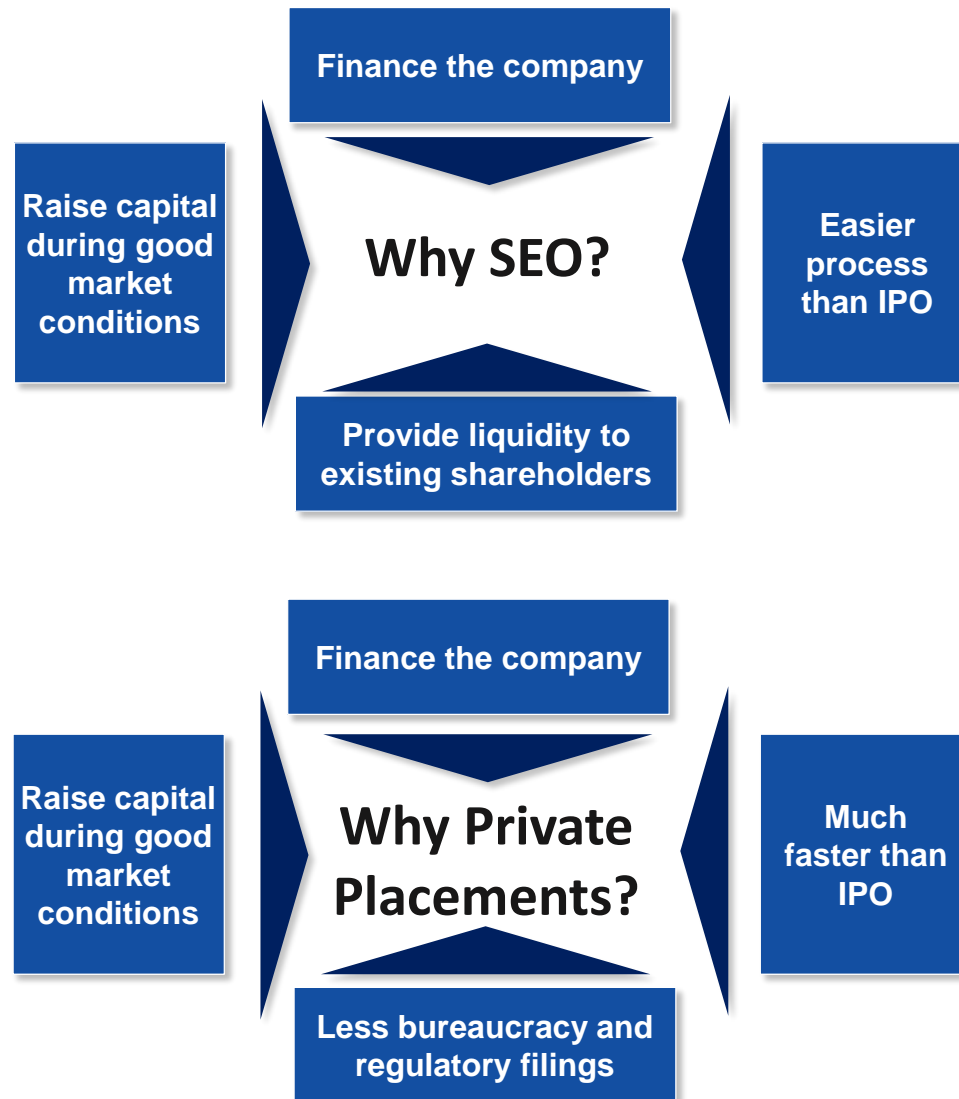 Finance the company
Raise capital
during good
market
conditions
Why SEO?
Easier
process
than IPO
Provide liquidity to
existing shareholders
Finance the company
Raise capital
during good
market
conditions
Why Private
Placements?
Much
faster than
IPO
Less bureaucracy and
regulatory filings